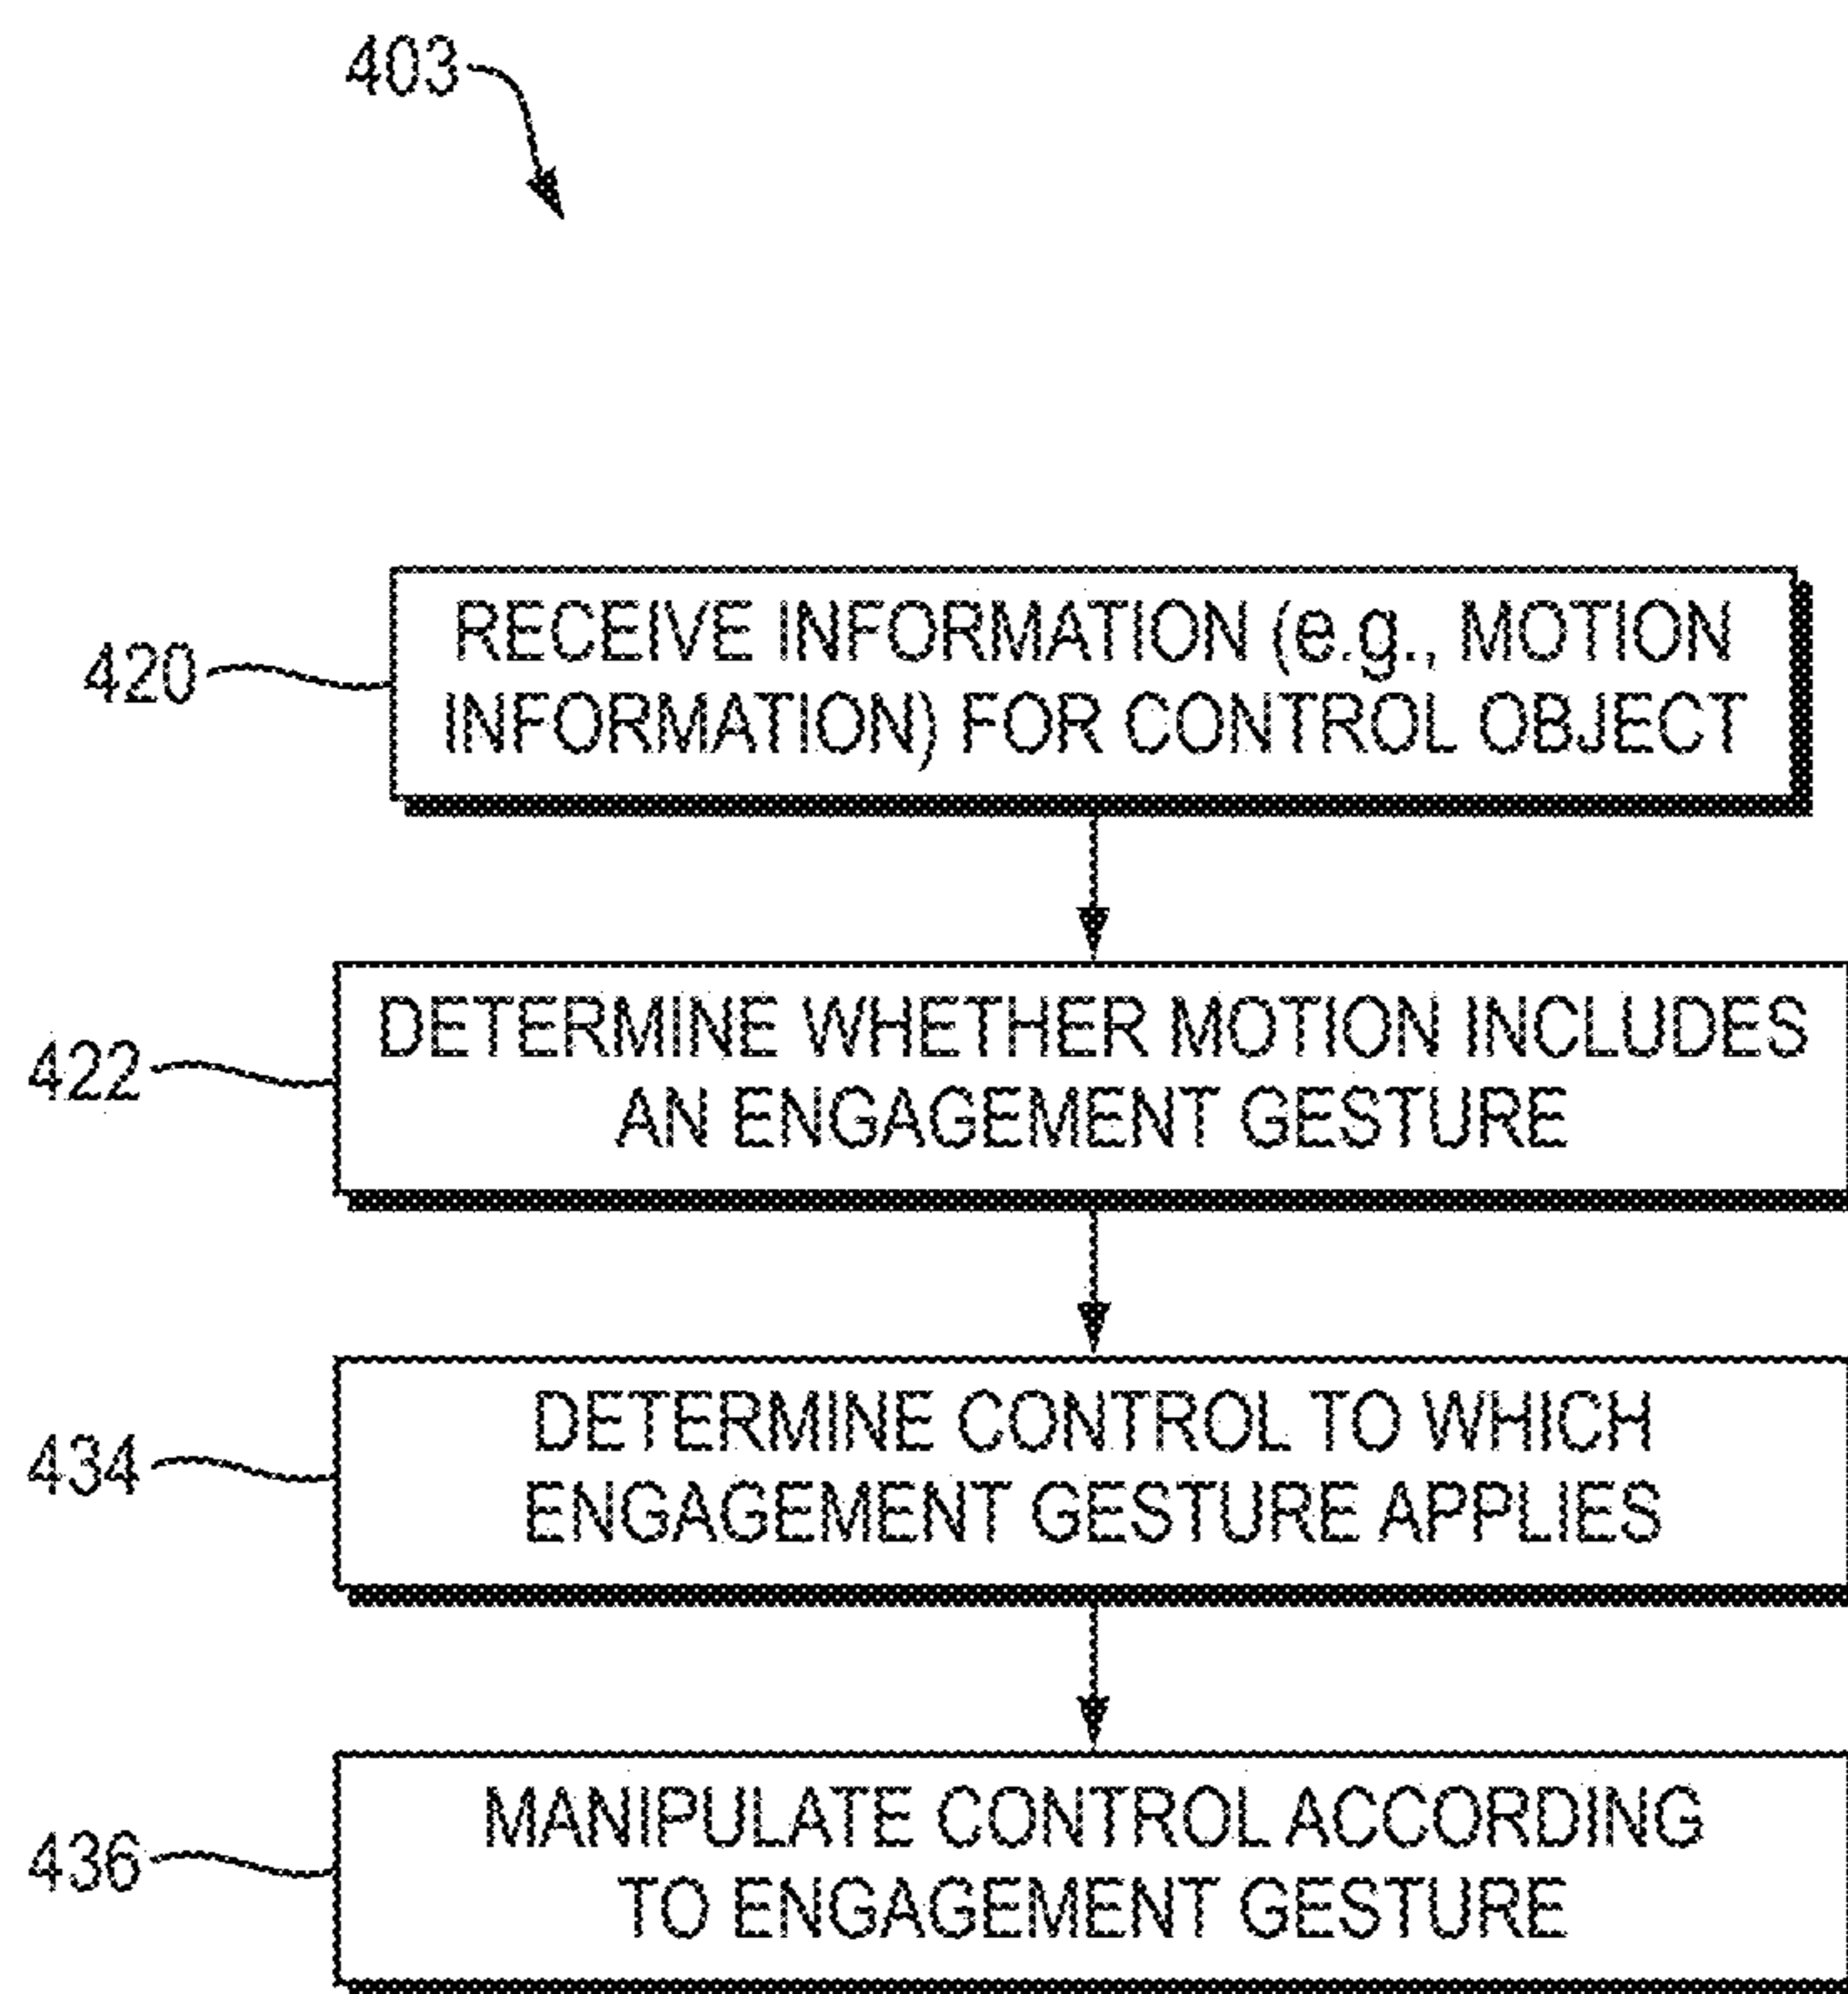 403
420
RECEIVE INFORMATION (e.g., MOTION
INFORMATION) FOR CONTROL OBJECT
422
DETERMINE WHETHER MOTION INCLUDES
AN ENGAGEMENT GESTURE
434
DETERMINE CONTROL TO WHICH
ENGAGEMENT GESTURE APPLIES
436
MANIPULATE CONTROL ACCORDING
TO ENGAGEMENT GESTURE